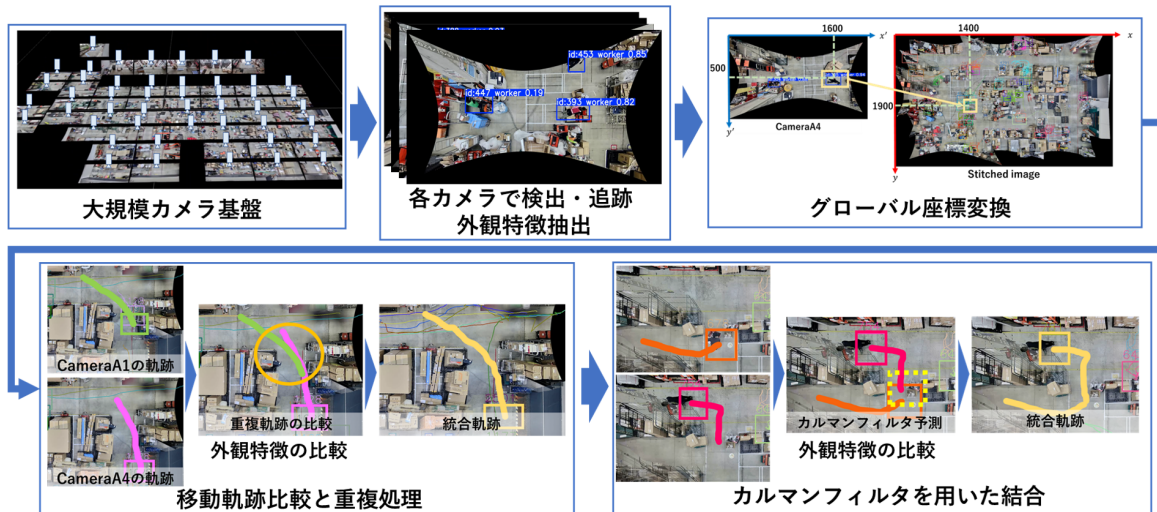 大規模カメラ基盤
id:453 worker 0.85
id:447 worker 0.19
id:393 worker 0.82
各カメラで検出・追跡
外観特徴抽出
1600
x'
500
y'
CameraA4
1400
x
1900
y
Stitched image
グローバル座標変換
CameraA1の軌跡
CameraA4の軌跡
重複軌跡の比較
外観特徴の比較
統合軌跡
移動軌跡比較と重複処理
カルマンフィルタ予測
外観特徴の比較
統合軌跡
カルマンフィルタを用いた結合